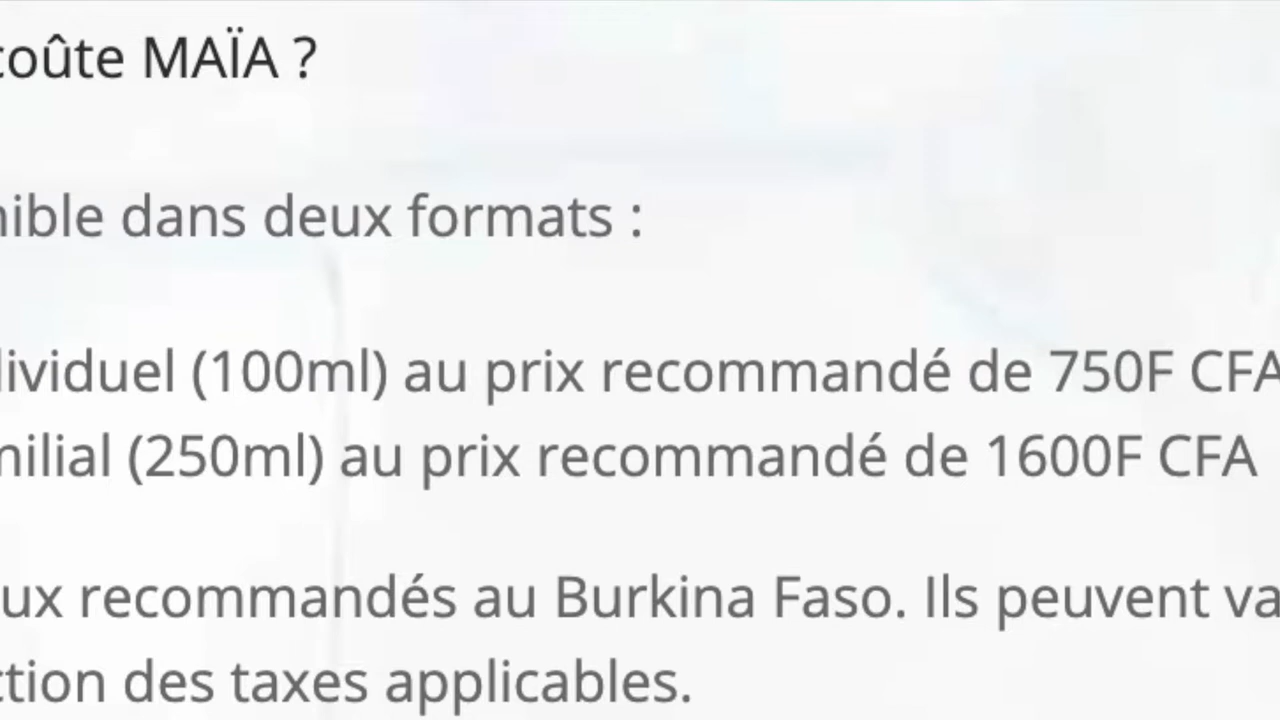 coûte MAÏA ?
nible dans deux formats :
dividuel (100ml) au prix recommandé de 750F CFA
milial (250ml) au prix recommandé de 1600F CFA
ux recommandés au Burkina Faso. Ils peuvent va
ction des taxes applicables.